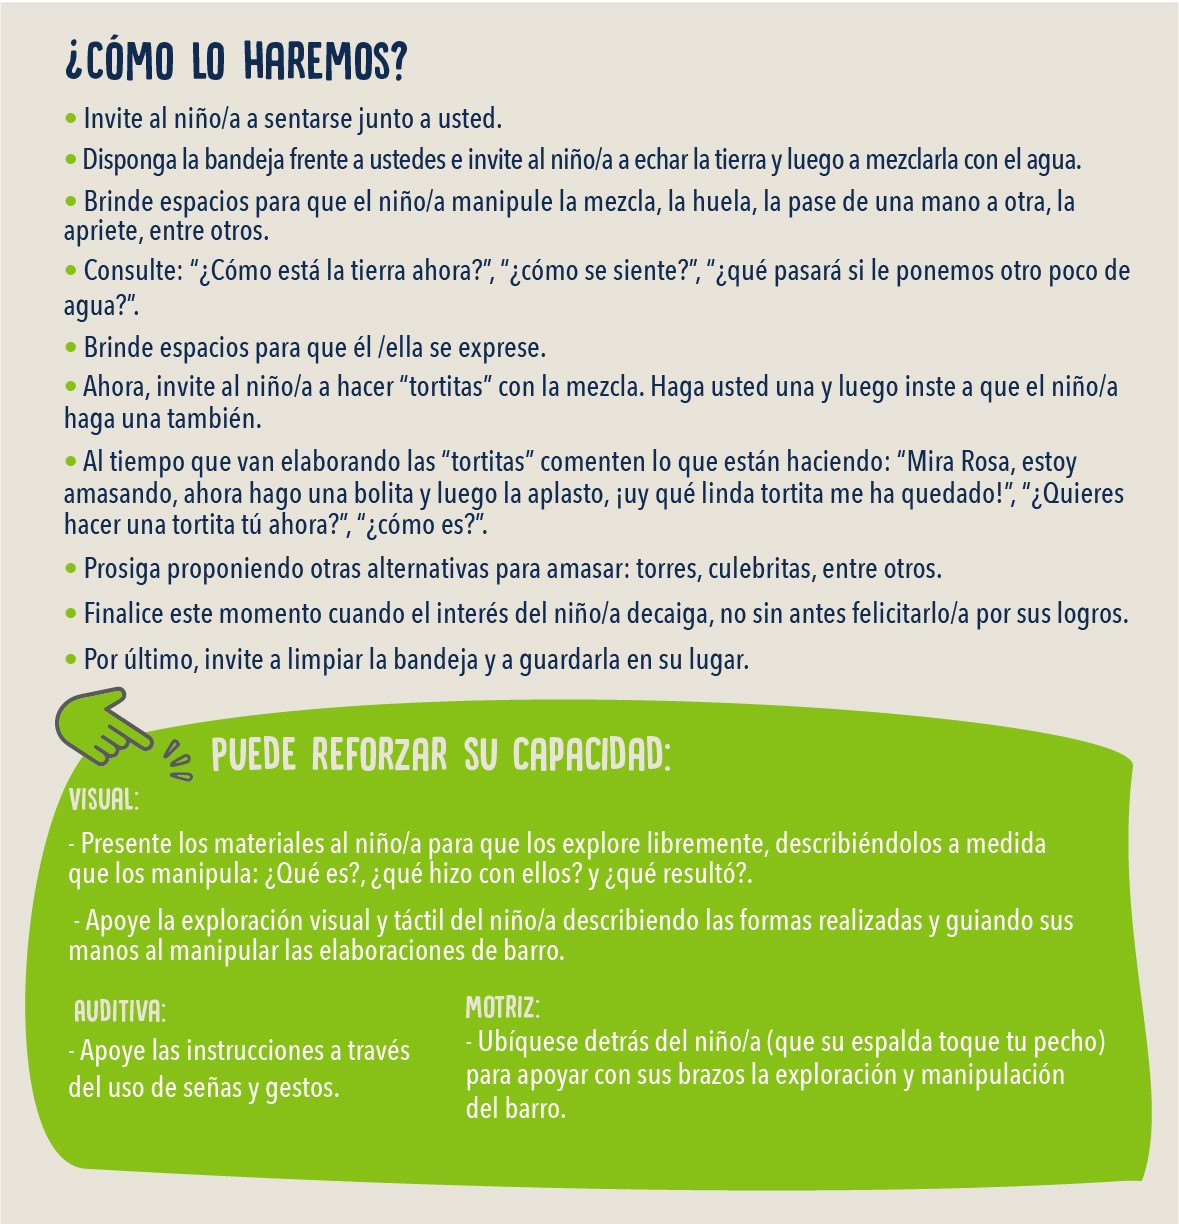 ¿CÓMO LO HAREMOS?
• Invite al niño/a a sentarse junto a usted.
• Disponga la bandeja frente a ustedes e invite al niño/a a echar la tierra y luego a mezclarla con el agua.
• Brinde espacios para que el niño/a manipule la mezcla, la huela, la pase de una mano a otra, la
apriete, entre otros.
• Consulte: “¿Cómo está la tierra ahora?”, “¿cómo se siente?”, “¿qué pasará si le ponemos otro poco de
agua?”.
• Brinde espacios para que él /ella se exprese.
• Ahora, invite al niño/a a hacer “tortitas” con la mezcla. Haga usted una y luego inste a que el niño/a
haga una también.
• Al tiempo que van elaborando las “tortitas” comenten lo que están haciendo: “Mira Rosa, estoy
amasando, ahora hago una bolita y luego la aplasto, ¡uy qué linda tortita me ha quedado!”, “¿Quieres
hacer una tortita tú ahora?”, “¿cómo es?”.
• Prosiga proponiendo otras alternativas para amasar: torres, culebritas, entre otros.
• Finalice este momento cuando el interés del niño/a decaiga, no sin antes felicitarlo/a por sus logros.
• Por último, invite a limpiar la bandeja y a guardarla en su lugar.
PUEDE REFORZAR SU CAPACIDAD:
VISUAL:
- Presente los materiales al niño/a para que los explore libremente, describiéndolos a medida
que los manipula: ¿Qué es?, ¿qué hizo con ellos? y ¿qué resultó?.
- Apoye la exploración visual y táctil del niño/a describiendo las formas realizadas y guiando sus
manos al manipular las elaboraciones de barro.
AUDITIVA:
- Apoye las instrucciones a través
del uso de señas y gestos.
MOTRIZ:
- Ubíquese detrás del niño/a (que su espalda toque tu pecho)
para apoyar con sus brazos la exploración y manipulación
del barro.